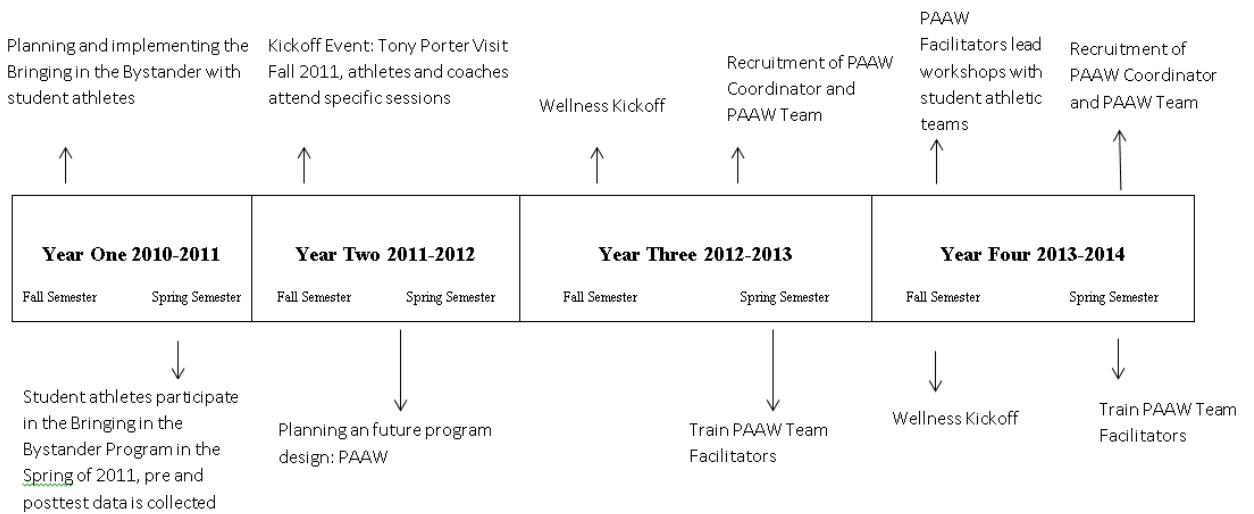 Planning and implementing the
Bringing in the Bystander with
student athletes
Kickoff Event: Tony Porter Visit
Fall 2011, athletes and coaches
attend specific sessions
Wellness Kickoff
Recruitment of PAAW
Coordinator and
PAAW Team
PAAW
Facilitators lead
workshops with
student athletic
teams
Recruitment of
PAAW Coordinator
and PAAW Team
Year One 2010-2011
Fall Semester
Spring Semester
Year Two 2011-2012
Fall Semester
Spring Semester
Year Three 2012-2013
Fall Semester
Spring Semester
Year Four 2013-2014
Fall Semester
Spring Semester
Student athletes participate
in the Bringing in the
Bystander Program in the
Spring of 2011, pre and
posttest data is collected
Planning an future program
design: PAAW
Train PAAW Team
Facilitators
Wellness Kickoff
Train PAAW Team
Facilitators